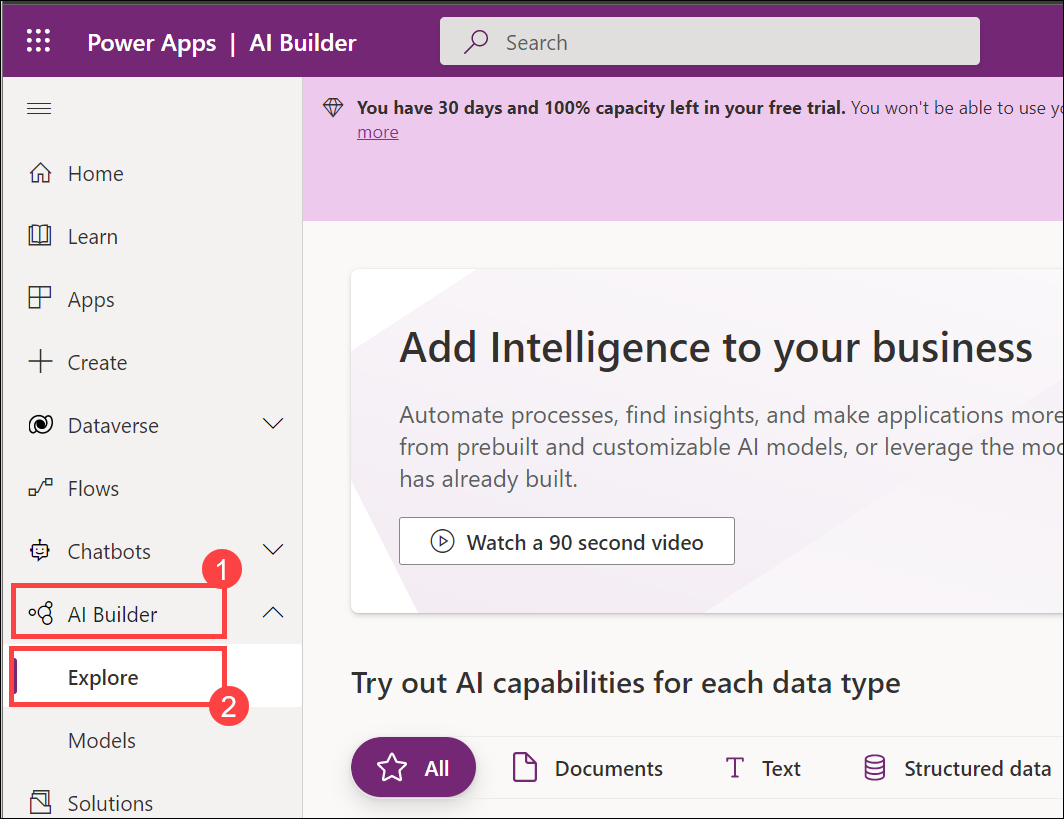 Power Apps | AI Builder
Search
You have 30 days and 100% capacity left in your free trial. You won't be able to use
more
Home
Learn
Apps
Create
Dataverse
Flows
Chatbots
1
AI Builder
Explore
2
Models
Solutions
Add Intelligence to your business
Automate processes, find insights, and make applications more
from prebuilt and customizable AI models, or leverage the
has already built.
Watch a 90 second video
Try out AI capabilities for each data type
All
Documents
Text
Structured data